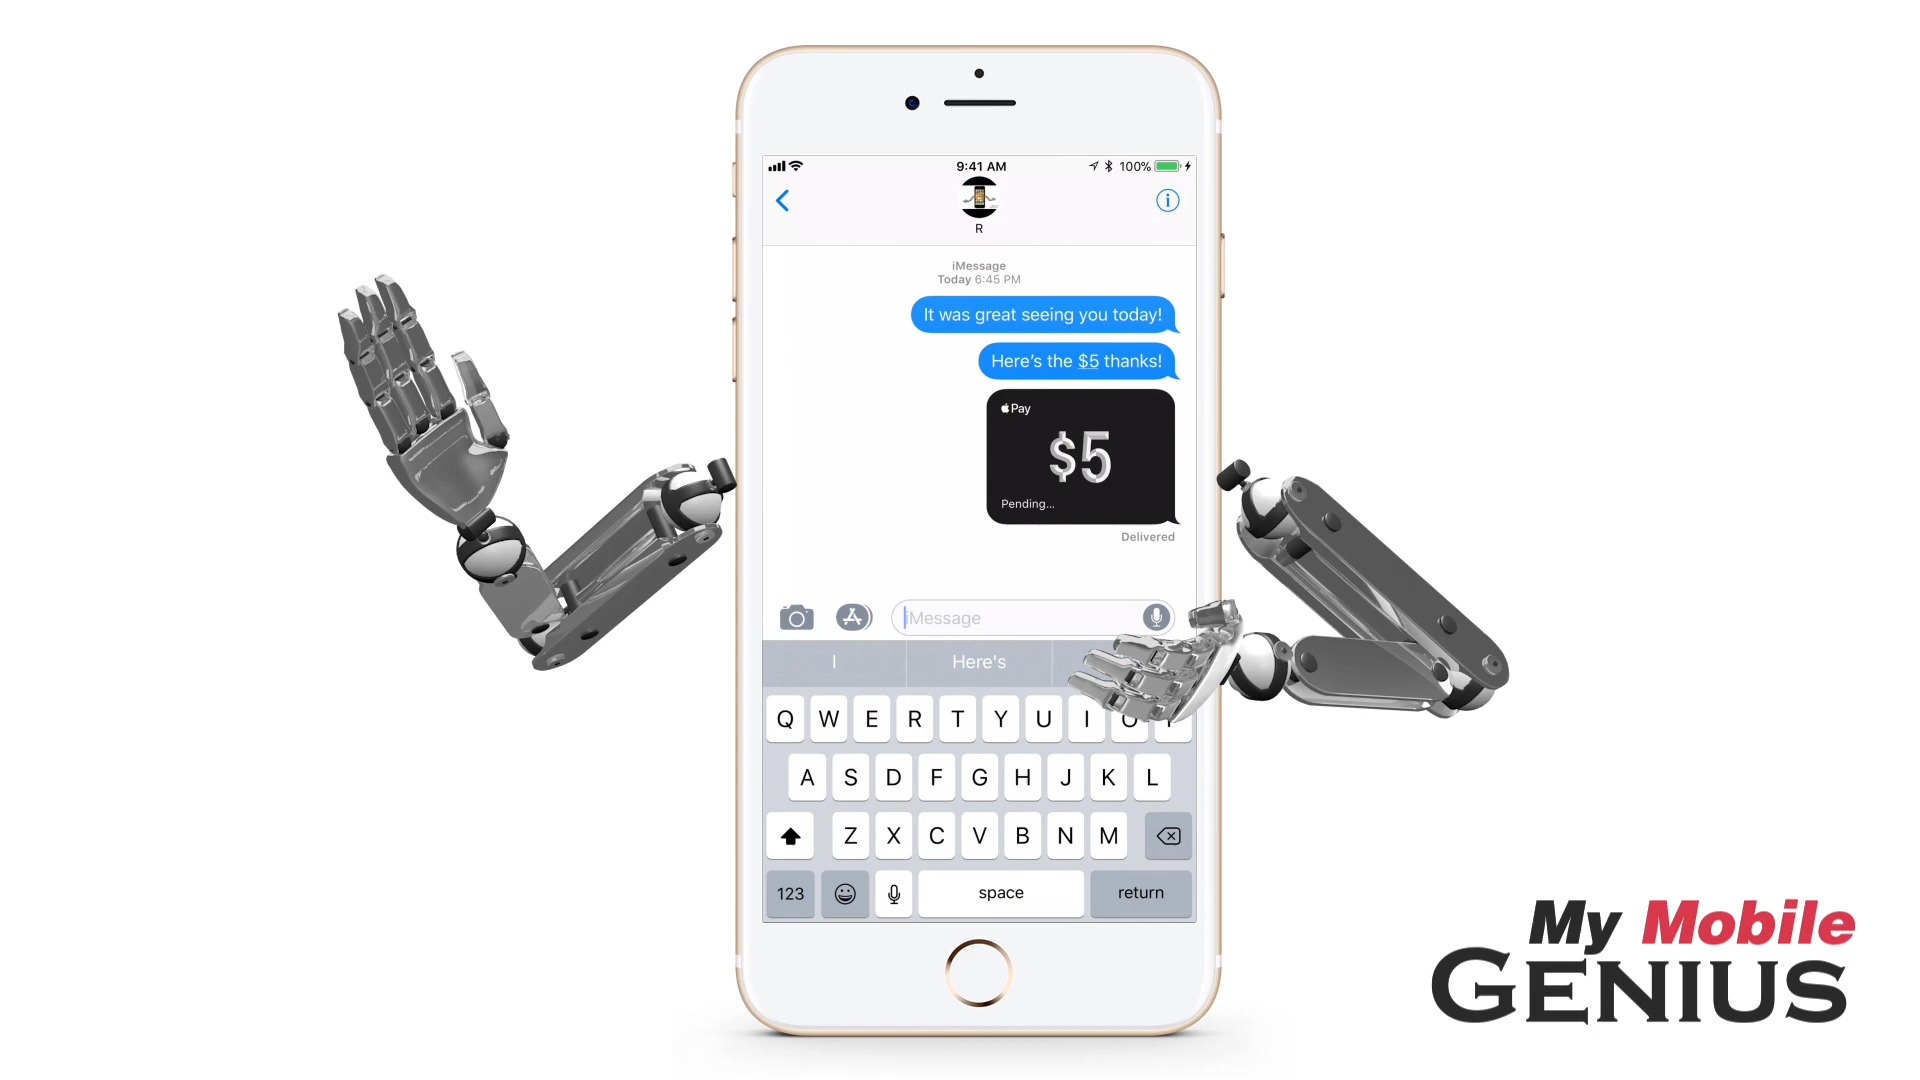 9:41 AM
100%
R
iMessage
Today 6:45 PM
It was great seeing you today!
Here's the $5 thanks!
Pay
$5
Pending...
Delivered
iMessage
I
Here's
Q W E R T Y U I O P
A S D F G H J K L
Z X C V B N M
123
space
return
My Mobile
GENIUS